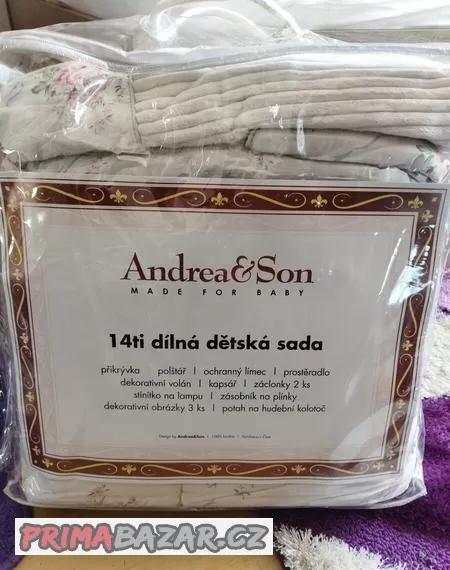 Andrea&Son
MADE FOR BABY
14ti dílná dětská sada
přikrývka polštář | ochranný límec | prostěradlo
dekorativní volán | kapsář | záclonky 2 ks
stínítko na lampu | zásobník na plínky
dekorativní obrázky 3 ks | potah na hudební kolotoč
Design by Andrea&Son | 100% bavlna |
PRIMABAZAR.CZ